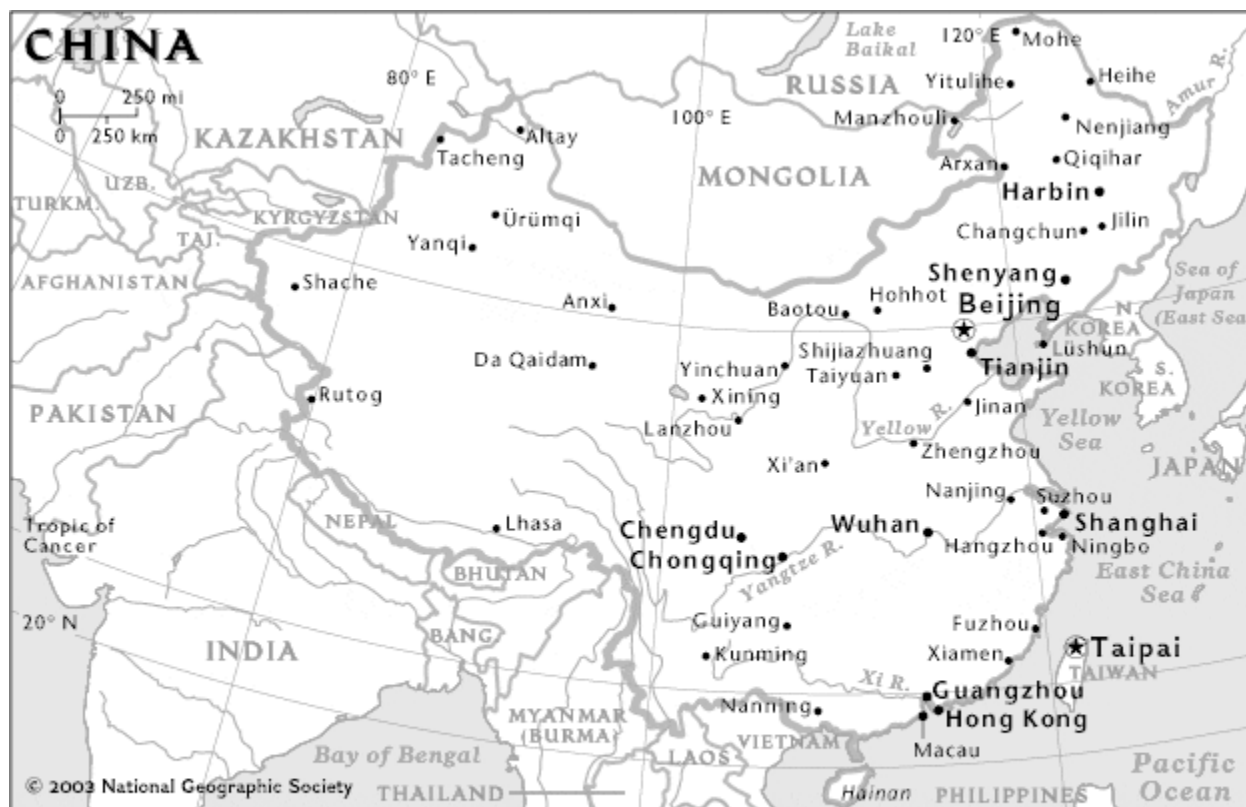 CHINA
0 250 mi
0 250 km
80° E
100° E
120° E
Lake
Baikal
Mohe
RUSSIA
Yitulihe
Heihe
Amur R.
Manzhouli
Nenjiang
KAZAKHSTAN
Altay
Tacheng
Arxan
Qiqihar
MONGOLIA
UZB.
Harbin
TURKM.
KYRGYZSTAN
Ürümqi
Jilin
Changchun
TAJ.
Yanqi
AFGHANISTAN
Shache
Shenyang
Sea of
Japan
(East Sea)
Anxi
Baotou
Hohhot
Beijing
N.
KOREA
Lüshun
Da Qaidam
Yinchuan
Shijiazhuang
Taiyuan
Tianjin
S.
KOREA
PAKISTAN
Rutog
Xining
Jinan
Lanzhou
Yellow R.
Yellow
Sea
Zhengzhou
Xi'an
JAPAN
Nanjing
Suzhou
Tropic of
Cancer
NEPAL
Lhasa
Chengdu
Wuhan
Shanghai
Chongqing
Hangzhou
Ningbo
Yangtze R.
BHUTAN
East China
Sea
20° N
INDIA
BANG.
Guiyang
Fuzhou
Kunming
Xiamen
Taipai
TAIWAN
Xi R.
Guangzhou
Nanning
Hong Kong
MYANMAR
(BURMA)
VIETNAM
Macau
LAOS
Bay of Bengal
Pacific
Ocean
© 2003 National Geographic Society
THAILAND
Hainan
PHILIPPINES